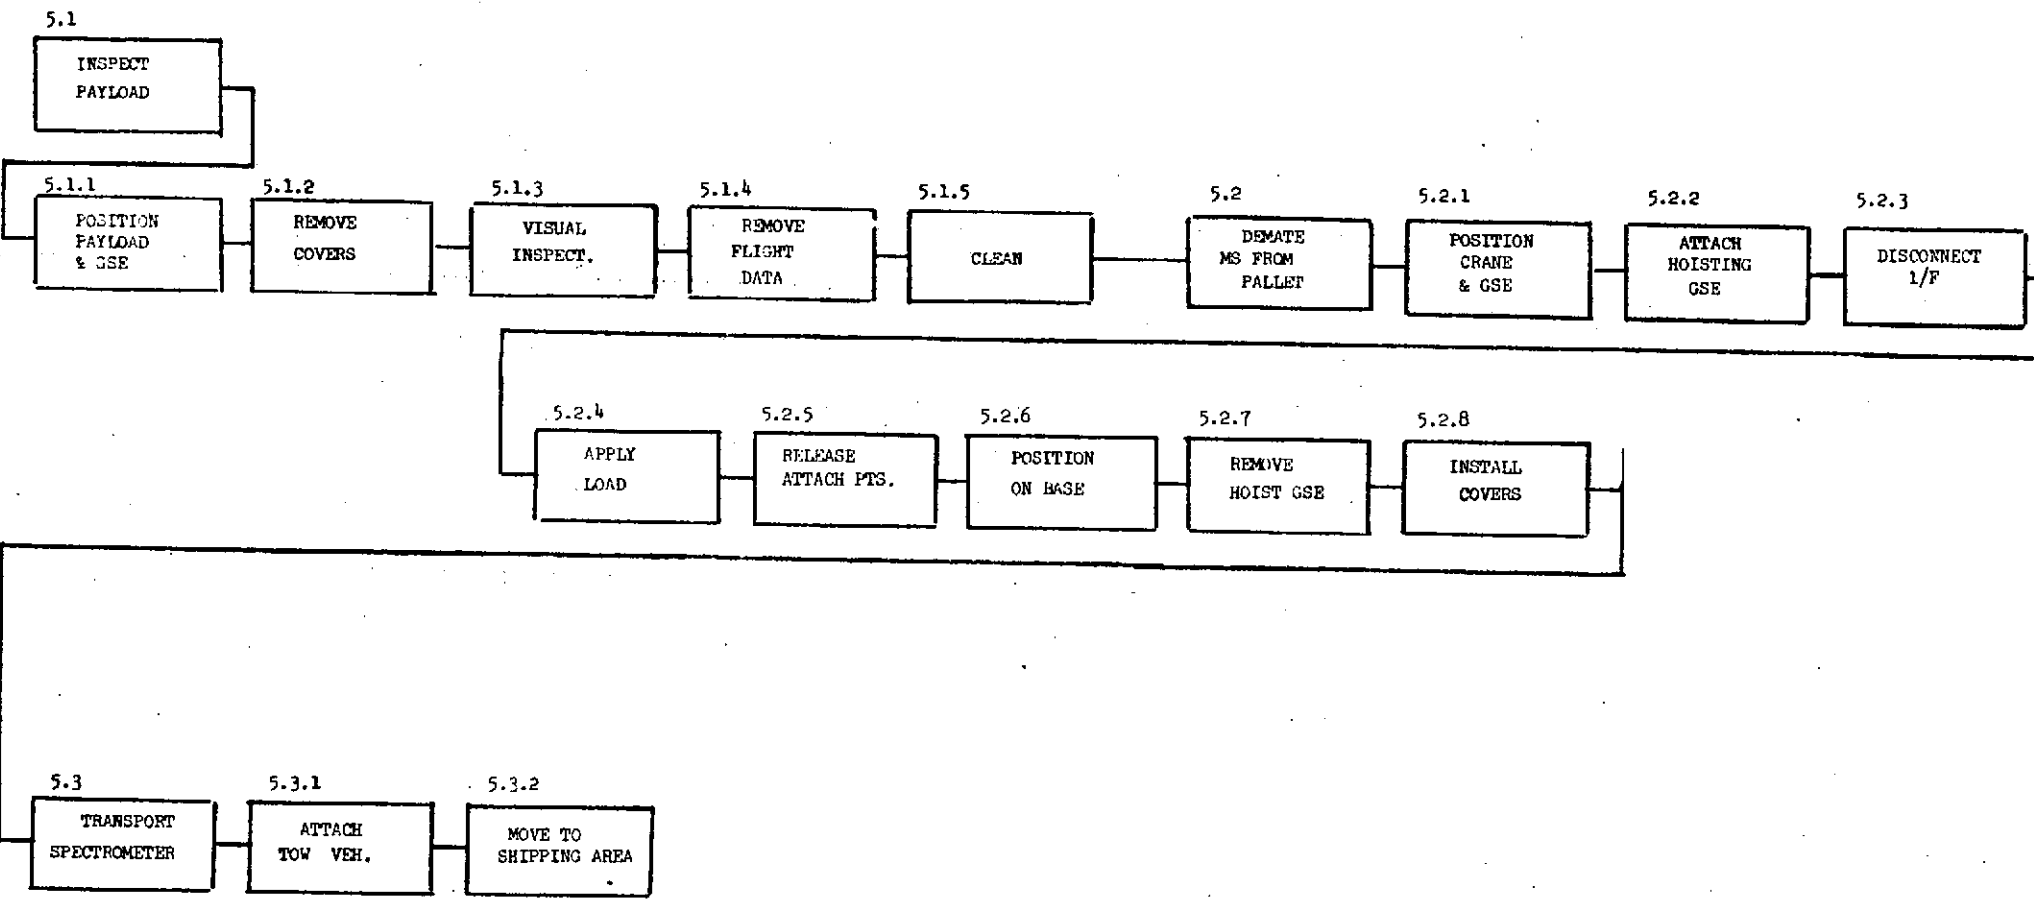 5.1
INSPECT
PAYLOAD
5.1.1
POSITION
PAYLOAD
& GSE
5.1.2
REMOVE
COVERS
5.1.3
VISUAL
INSPECT.
5.1.4
REMOVE
FLIGHT
DATA
5.1.5
CLEAN
5.2
DEMATE
MS FROM
PALLET
5.2.1
POSITION
CRANE
& GSE
5.2.2
ATTACH
HOISTING
GSE
5.2.3
DISCONNECT
1/F
5.2.4
APPLY
LOAD
5.2.5
RELEASE
ATTACH PTS.
5.2.6
POSITION
ON BASE
5.2.7
REMOVE
HOIST GSE
5.2.8
INSTALL
COVERS
5.3
TRANSPORT
SPECTROMETER
5.3.1
ATTACH
TOW VEH.
5.3.2
MOVE TO
SHIPPING AREA